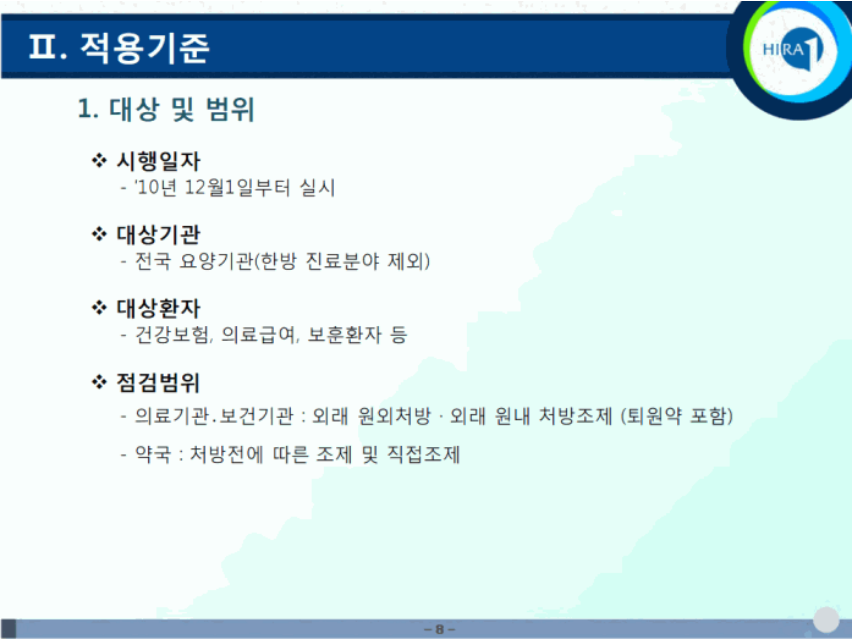 Ⅱ. 적용기준
HIRA
1. 대상 및 범위
❖ 시행일자
- '10년 12월1일부터 실시
❖ 대상기관
- 전국 요양기관(한방 진료분야 제외)
❖ 대상환자
- 건강보험, 의료급여, 보훈환자 등
❖ 점검범위
- 의료기관.보건기관 : 외래 원외처방 · 외래 원내 처방조제 (퇴원약 포함)
- 약국 : 처방전에 따른 조제 및 직접조제
- 8 -